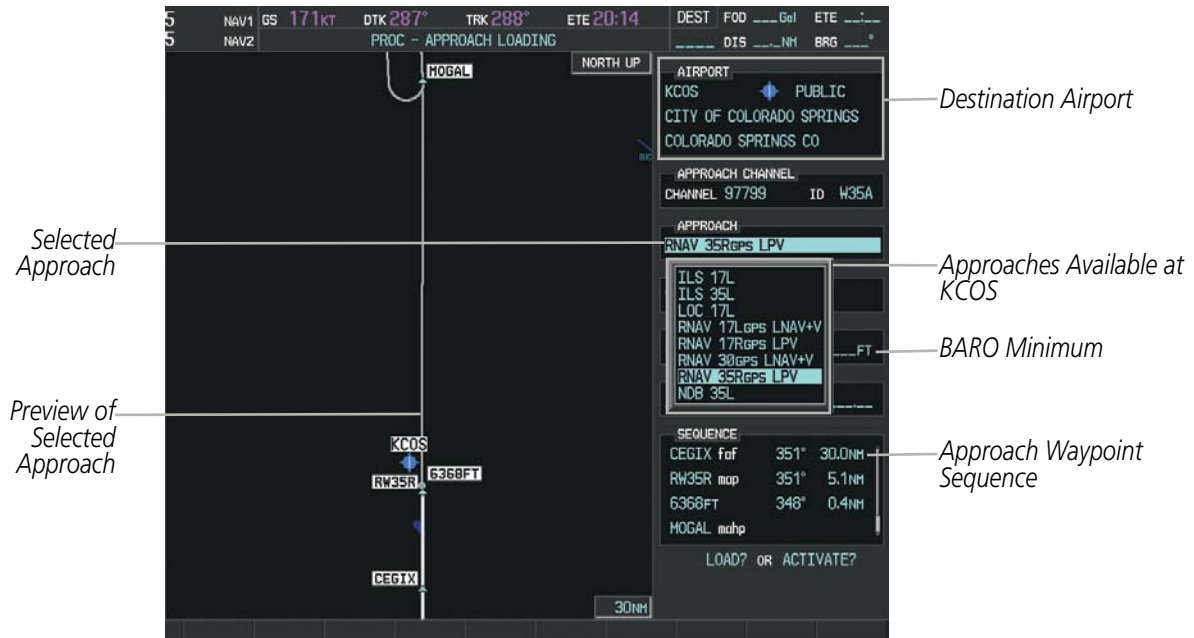 5 NAV1 GS 171KT DTK 287° TRK 288° ETE 20:14 DEST FOD ___Gal ETE __:__
5 NAV2 PROC – APPROACH LOADING ____ DIS __._NM BRG ___°
MOGAL
NORTH UP
AIRPORT
KCOS PUBLIC
CITY OF COLORADO SPRINGS
COLORADO SPRINGS CO
Destination Airport
APPROACH CHANNEL
CHANNEL 97799 ID W35A
APPROACH
RNAV 35RGPS LPV
Selected
Approach
ILS 17L
ILS 35L
LOC 17L
RNAV 17LGPS LNAV+V
RNAV 17RGPS LPV
RNAV 30GPS LNAV+V
RNAV 35RGPS LPV
NDB 35L
Approaches Available at
KCOS
___FT
BARO Minimum
__:__
Preview of
Selected
Approach
KCOS
RW35R
6368FT
CEGIX
30NM
SEQUENCE
CEGIX faf 351° 30.0NM
RW35R map 351° 5.1NM
6368FT 348° 0.4NM
MOGAL mahp
Approach Waypoint
Sequence
LOAD? OR ACTIVATE?